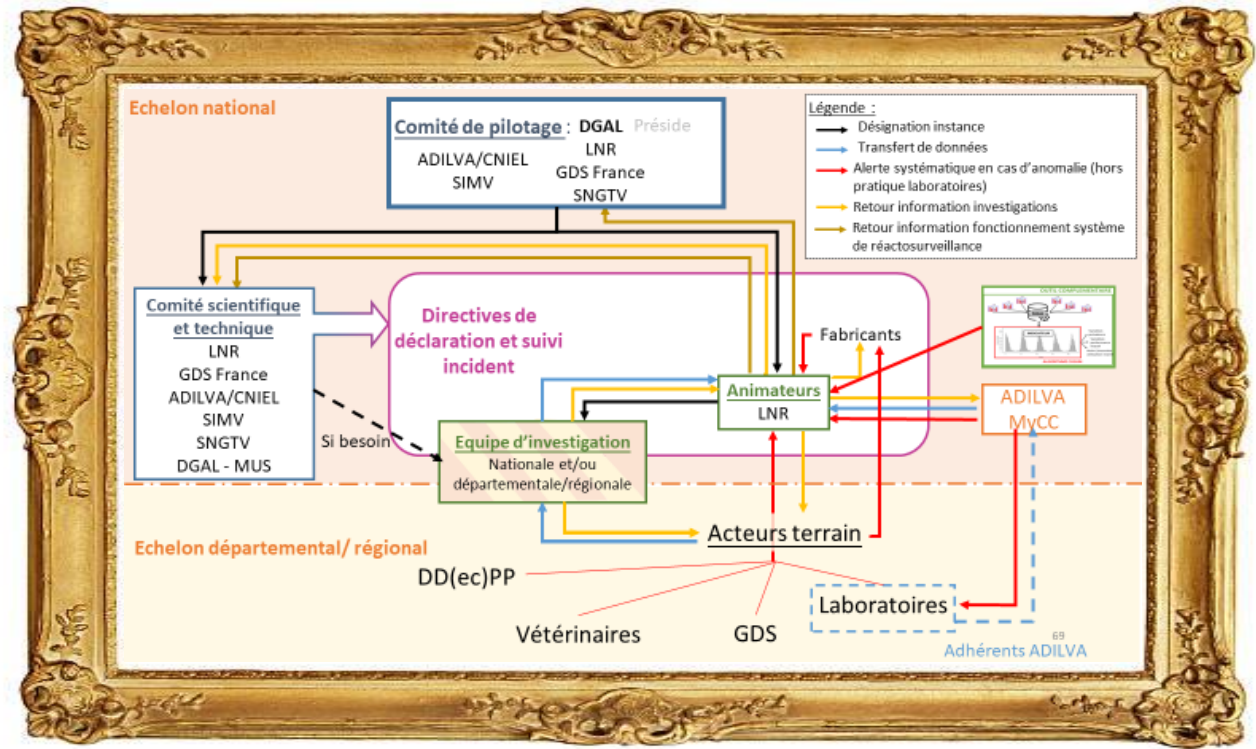 Echelon national
Comité de pilotage : DGAL Préside
ADILVA/CNIEL
SIMV
LNR
GDS France
SNGTV
Légende :
Désignation instance
Transfert de données
Alerte systématique en cas d'anomalie (hors
pratique laboratoires)
Retour information investigations
Retour information fonctionnement système
de réactosurveillance
Comité scientifique
et technique
LNR
GDS France
ADILVA/CNIEL
SIMV
SNGTV
DGAL - MUS
Directives de
déclaration et suivi
incident
Fabricants
OUTIL COMPLEMENTAIRE
Animateurs
LNR
ADILVA
MyCC
Si besoin
Equipe d'investigation
Nationale et/ou
départementale/régionale
Echelon départemental/ régional
Acteurs terrain
DD(ec)PP
Vétérinaires
GDS
Laboratoires
69
Adhérents ADILVA